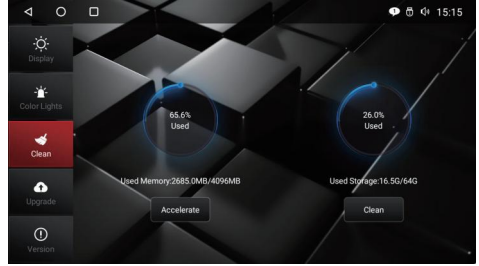 15:15
Display
Color Lights
Clean
Upgrade
Version
65.6%
Used
Used Memory:2685.0MB/4096MB
Accelerate
26.0%
Used
Used Storage:16.5G/64G
Clean